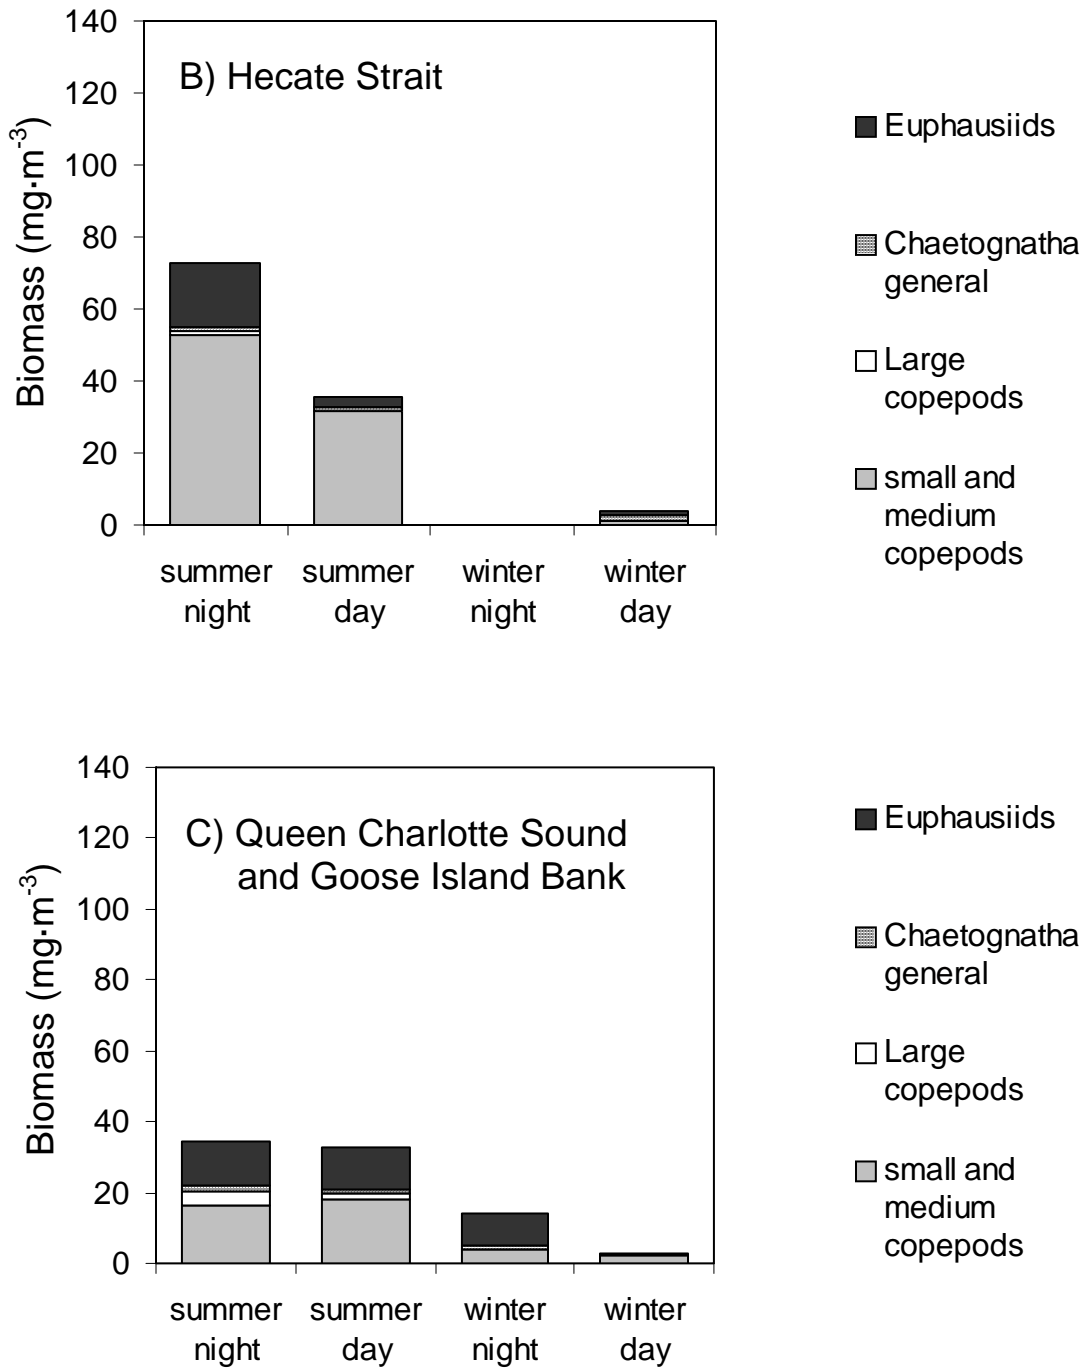 140
120
100
80
60
40
20
0
Biomass (mg·m⁻³)
B) Hecate Strait
summer
night
summer
day
winter
night
winter
day
Euphausiids
Chaetognatha
general
Large
copepods
small and
medium
copepods
140
120
100
80
60
40
20
0
Biomass (mg·m⁻³)
C) Queen Charlotte Sound
and Goose Island Bank
summer
night
summer
day
winter
night
winter
day
Euphausiids
Chaetognatha
general
Large
copepods
small and
medium
copepods